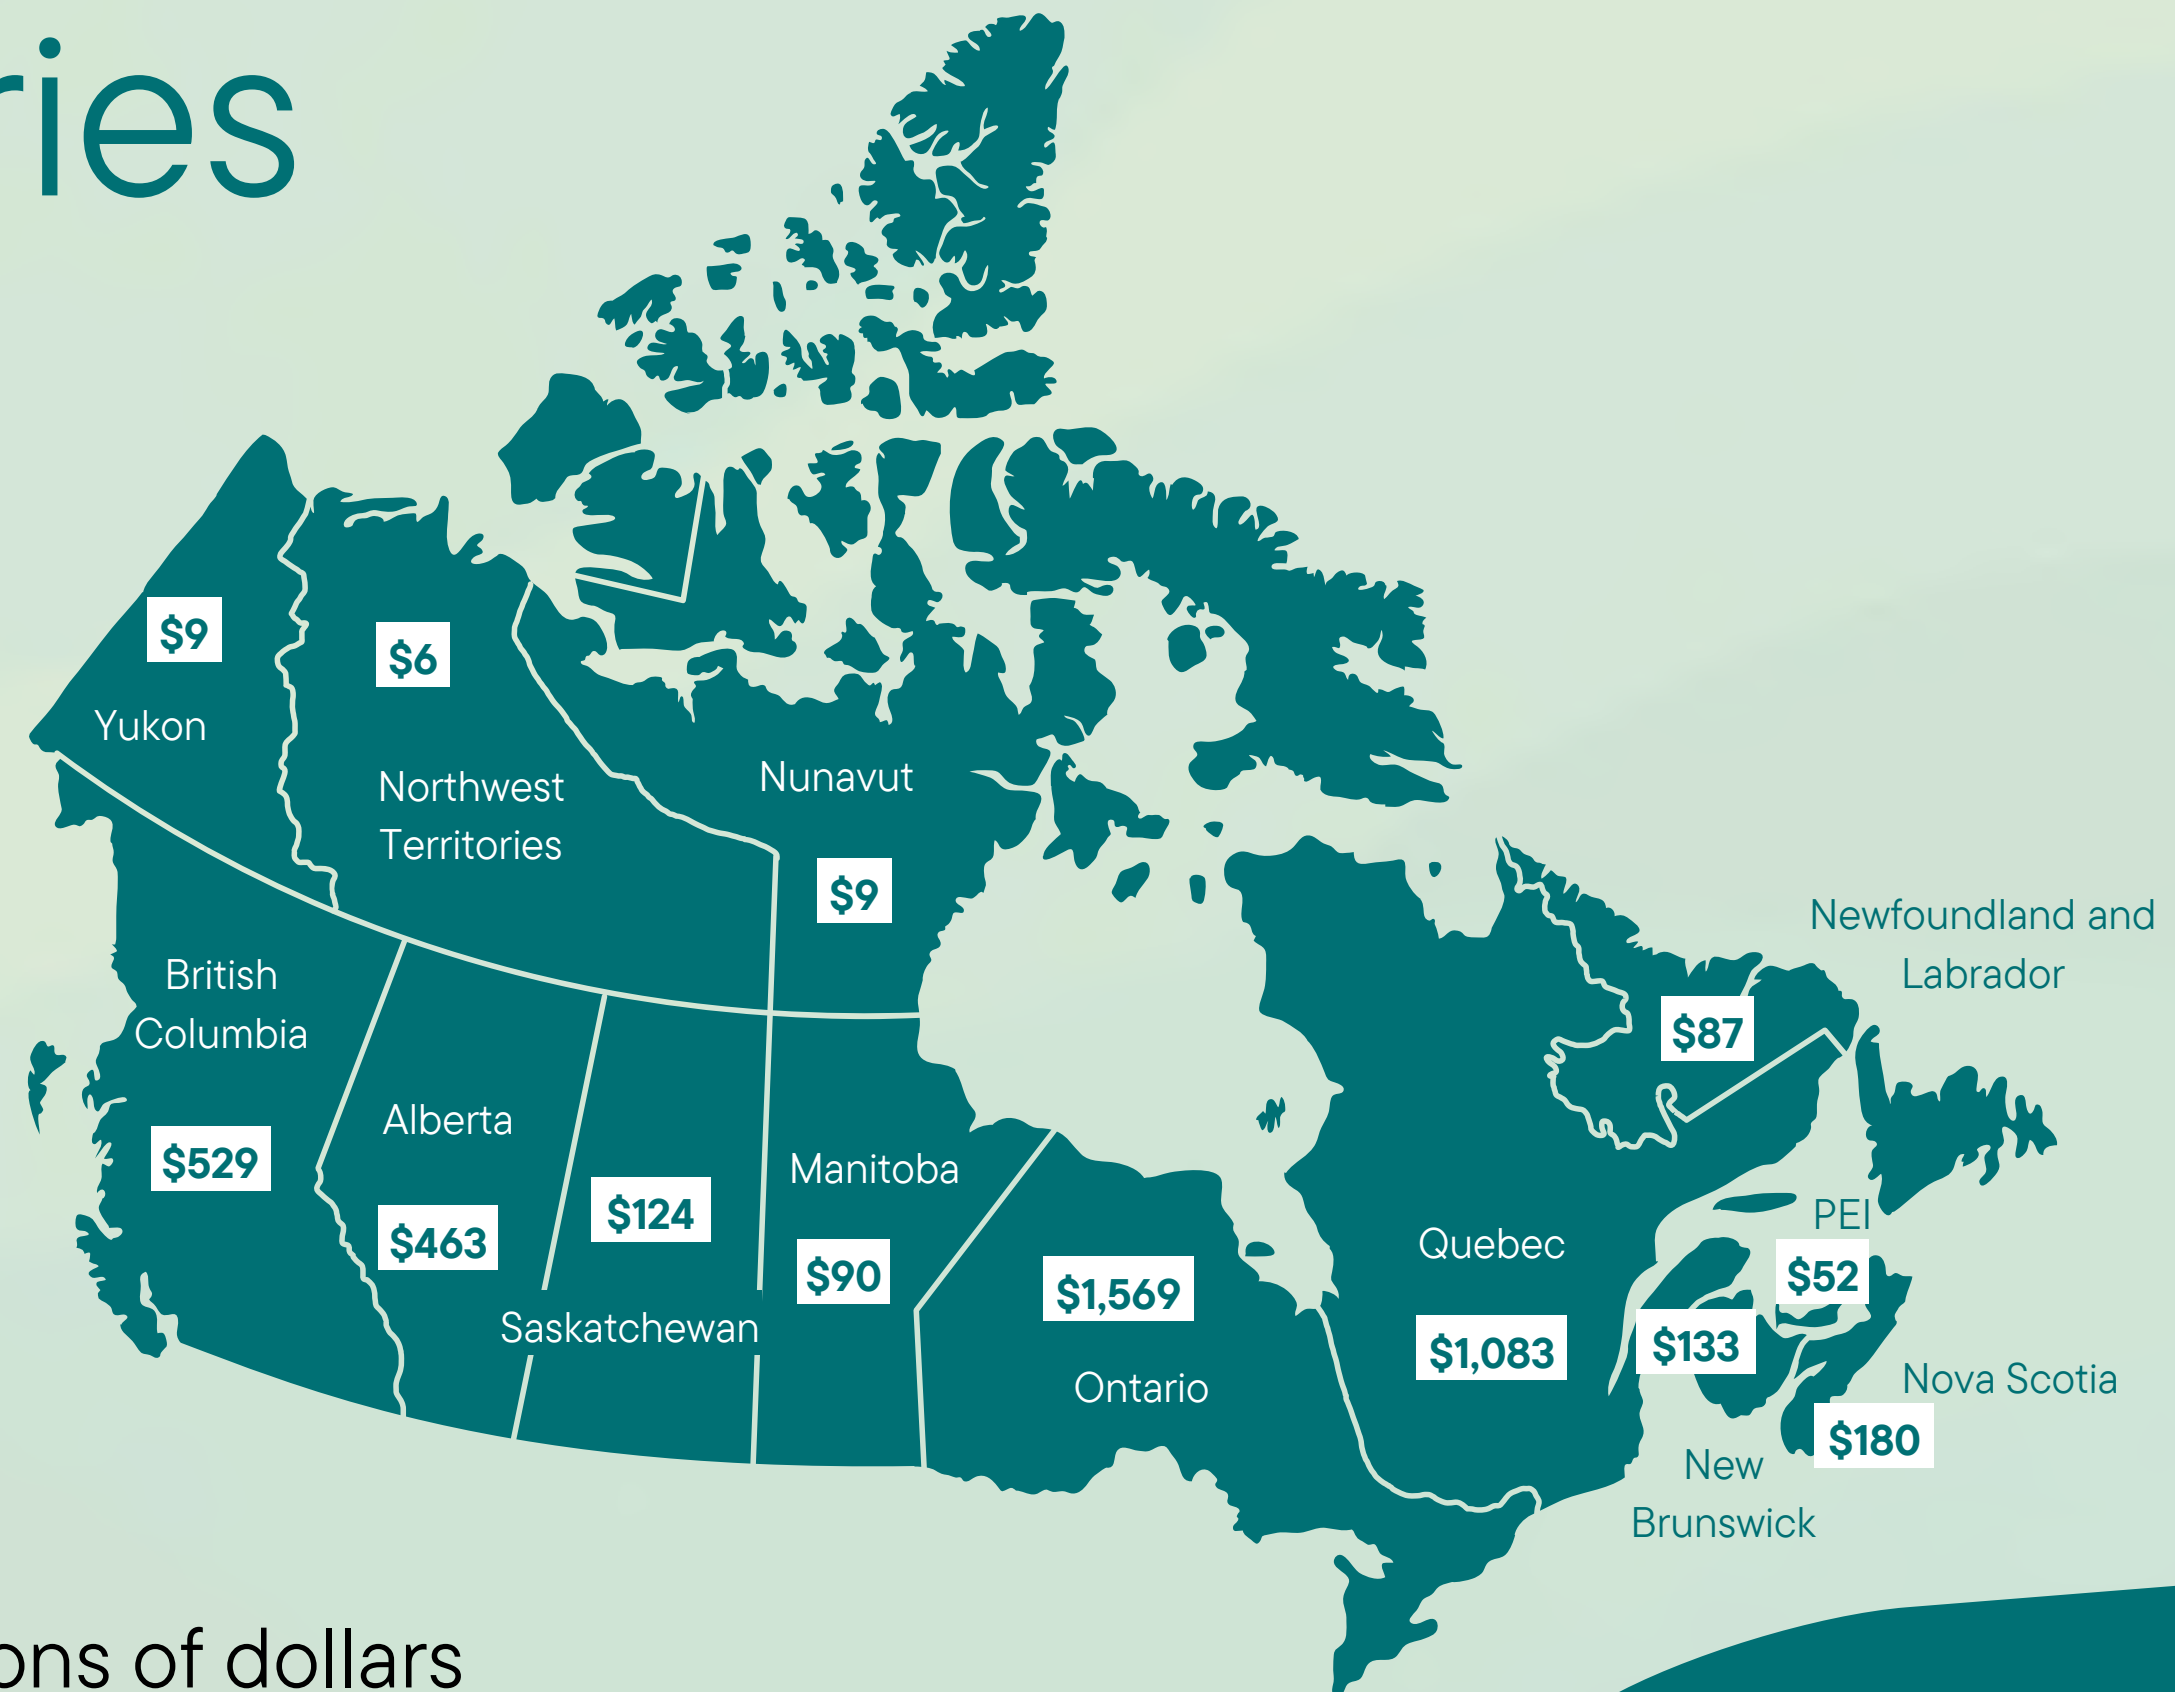 ries
$9
Yukon
$6
Northwest
Territories
Nunavut
$9
British
Columbia
$529
Alberta
$463
$124
Saskatchewan
Manitoba
$90
$1,569
Ontario
Quebec
$1,083
Newfoundland and
Labrador
$87
PEI
$52
$133
New
Brunswick
Nova Scotia
$180
ons of dollars